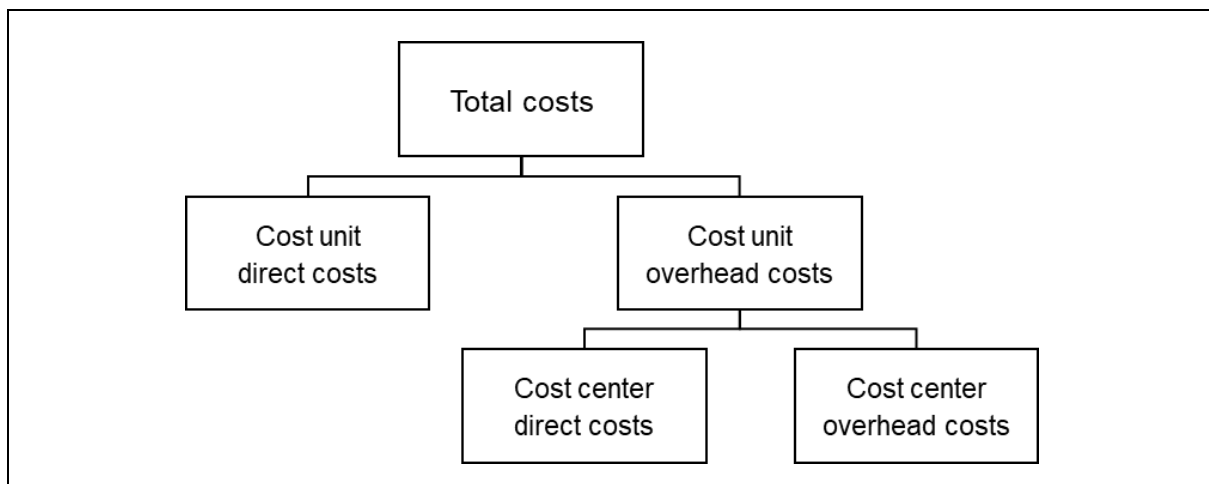 Total costs
Cost unit
direct costs
Cost unit
overhead costs
Cost center
direct costs
Cost center
overhead costs